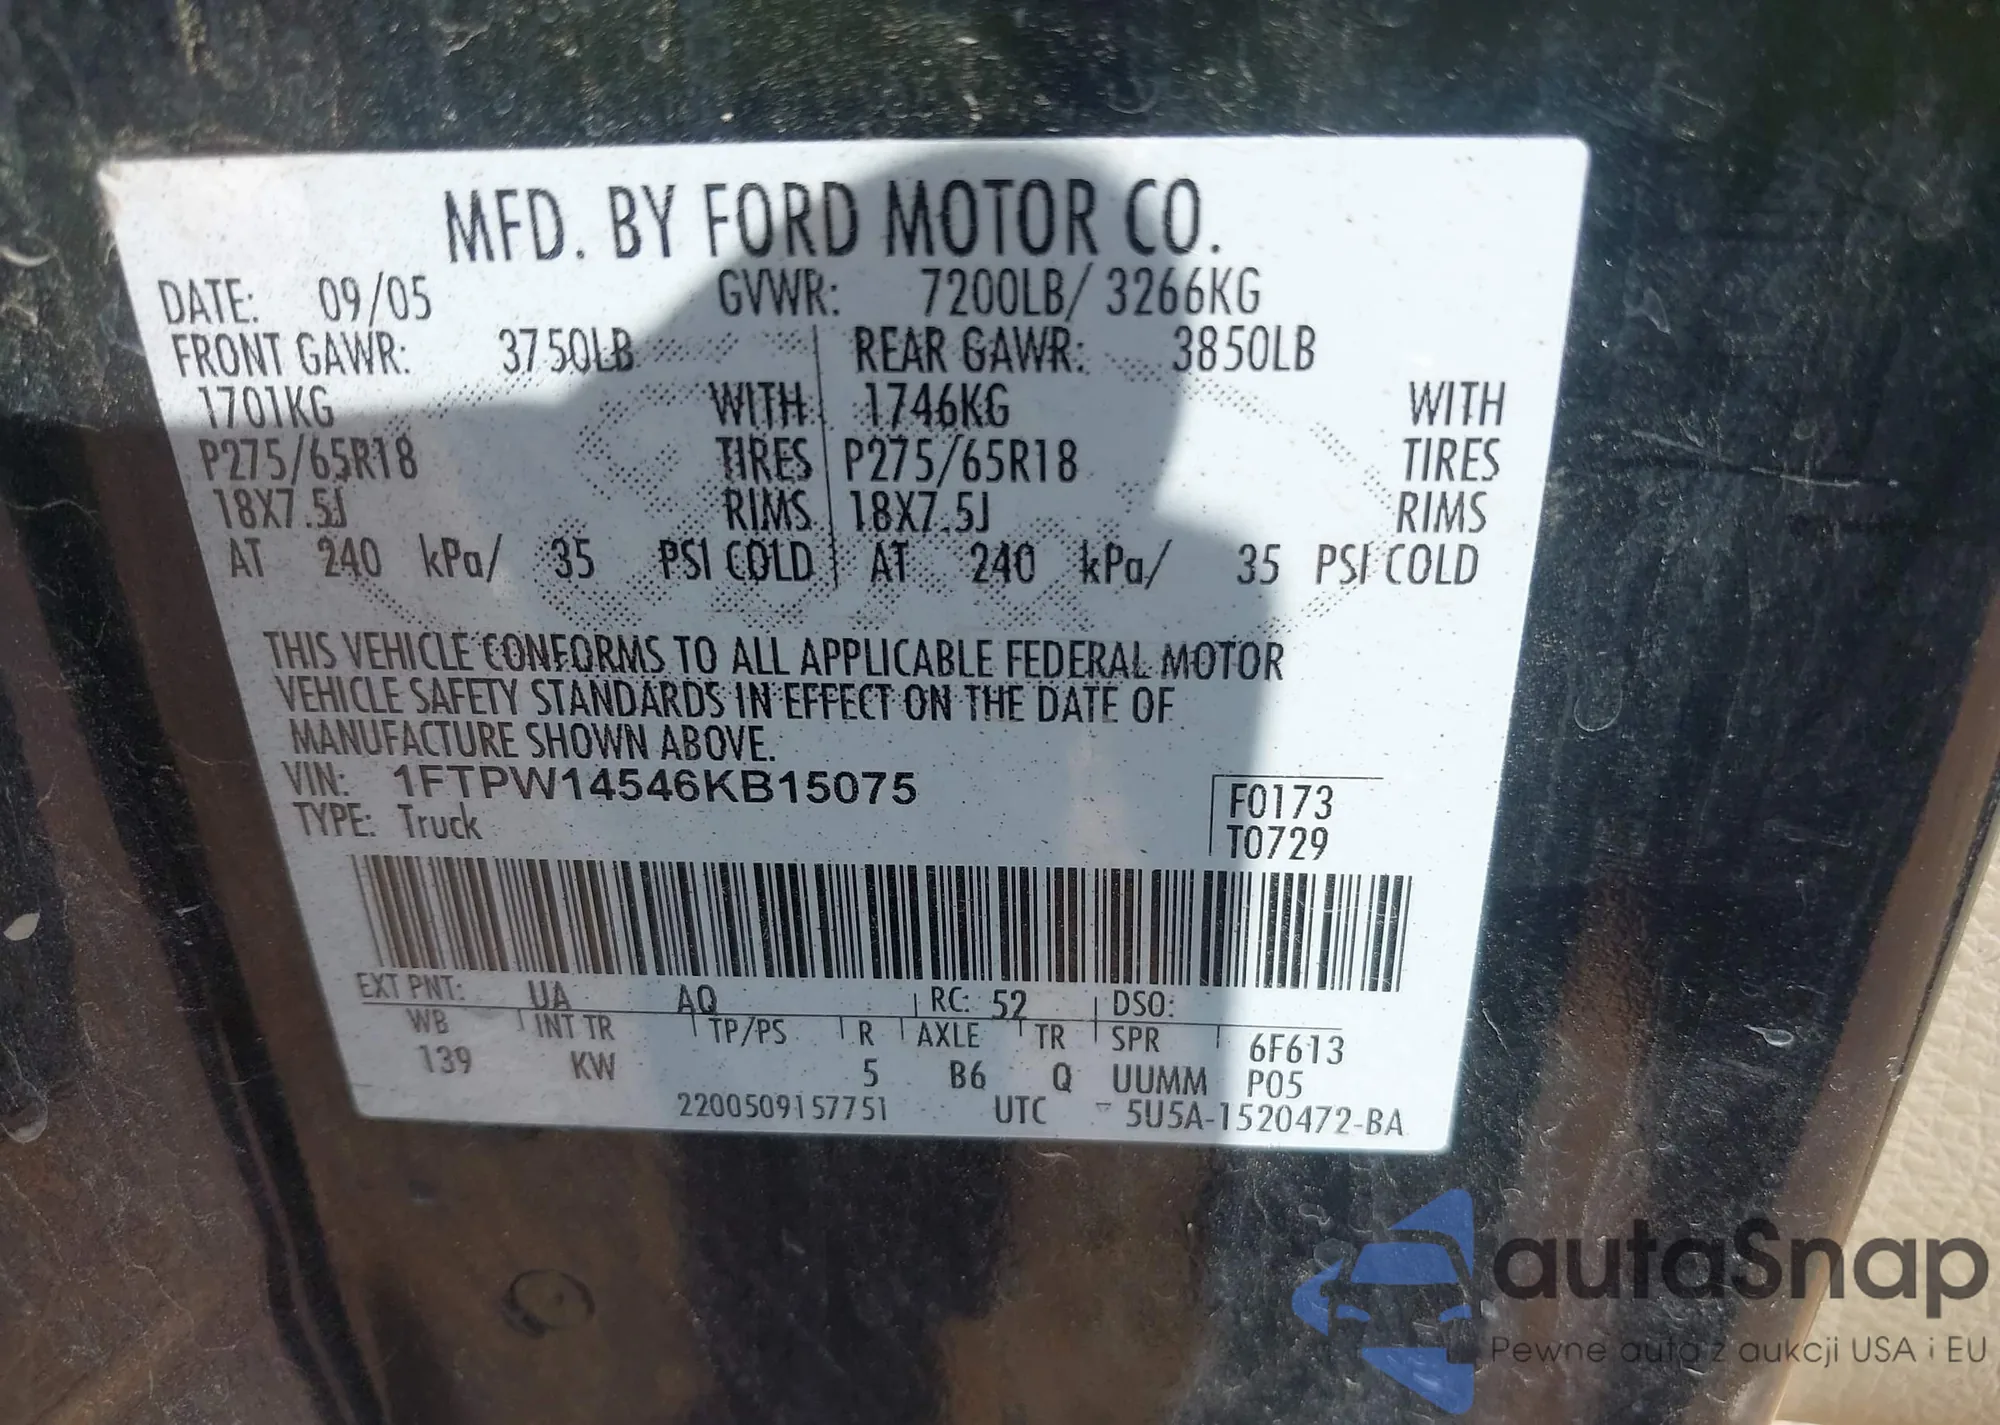 MFD. BY FORD MOTOR CO.
DATE: 09/05 GVWR: 7200LB/ 3266KG
FRONT GAWR: 3750LB REAR GAWR: 3850LB
1701KG WITH 1746KG WITH
P275/65R18 TIRES P275/65R18 TIRES
18X7.5J RIMS 18X7.5J RIMS
AT 240 kPa/ 35 PSI COLD AT 240 kPa/ 35 PSI COLD
THIS VEHICLE CONFORMS TO ALL APPLICABLE FEDERAL MOTOR
VEHICLE SAFETY STANDARDS IN EFFECT ON THE DATE OF
MANUFACTURE SHOWN ABOVE.
VIN: 1FTPW14546KB15075
TYPE: Truck
F0173
T0729
EXT PNT: UA AQ RC: 52 DSO:
WB INT TR TP/PS R AXLE TR SPR 6F613
139 KW 5 B6 Q UUMM P05
2200509157751 UTC 5U5A-1520472-BA
autaSnap
Pewne auta z aukcji USA i EU